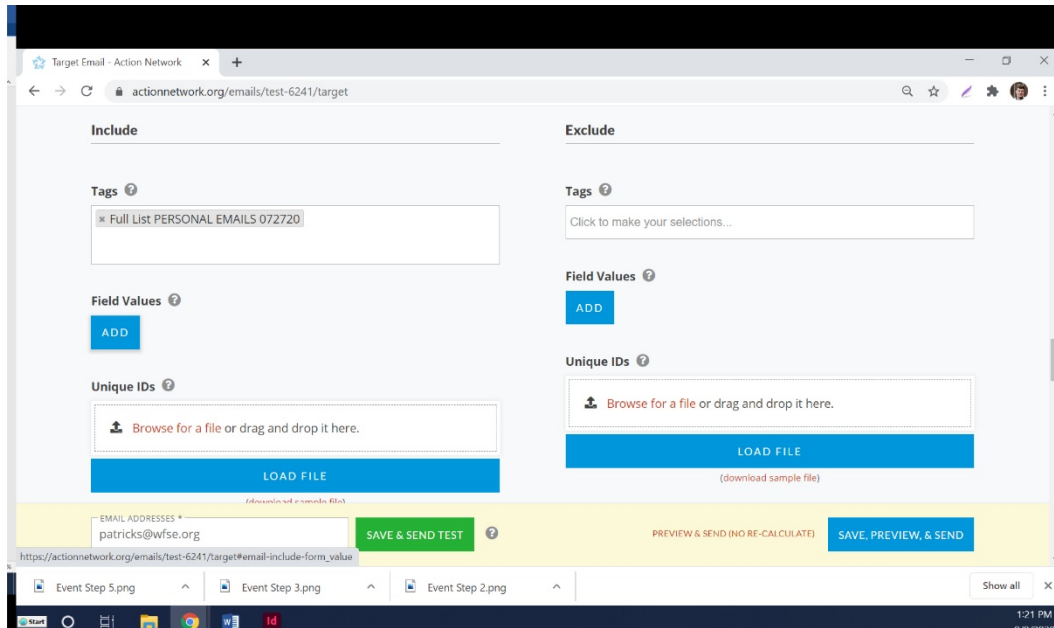 Target Email - Action Network
actionnetwork.org/emails/test-6241/target
Include
Exclude
Tags
Tags
× Full List PERSONAL EMAILS 072720
Click to make your selections...
Field Values
Field Values
ADD
ADD
Unique IDs
Unique IDs
Browse for a file or drag and drop it here.
Browse for a file or drag and drop it here.
LOAD FILE
LOAD FILE
(download sample file)
(download sample file)
EMAIL ADDRESSES *
patricks@wfse.org
SAVE & SEND TEST
PREVIEW & SEND (NO RE-CALCULATE)
SAVE, PREVIEW, & SEND
https://actionnetwork.org/emails/test-6241/target#email-include-form_value
Event Step 5.png
Event Step 3.png
Event Step 2.png
Show all
Start
Id
1:21 PM